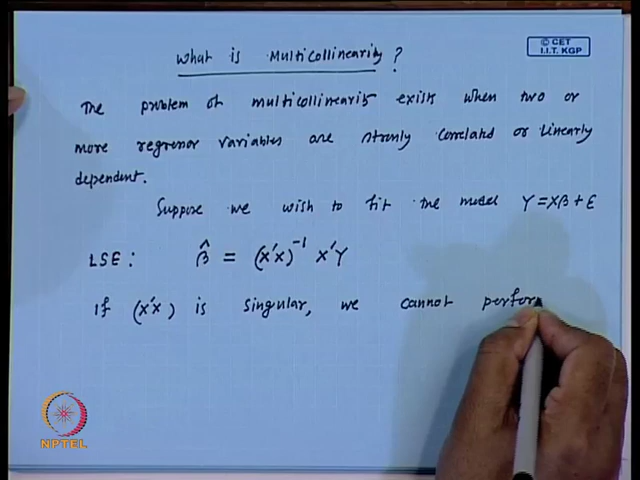 What is Multicollinearity?
© CET
I.I.T. KGP
The problem of multicollinearity exists when two or
more regressor variables are strongly correlated or linearly
dependent.
Suppose we wish to fit the model Y = Xβ + ε
LSE: β̂ = (X'X)⁻¹ X'Y
If (X'X) is singular, we cannot perfor
NPTEL